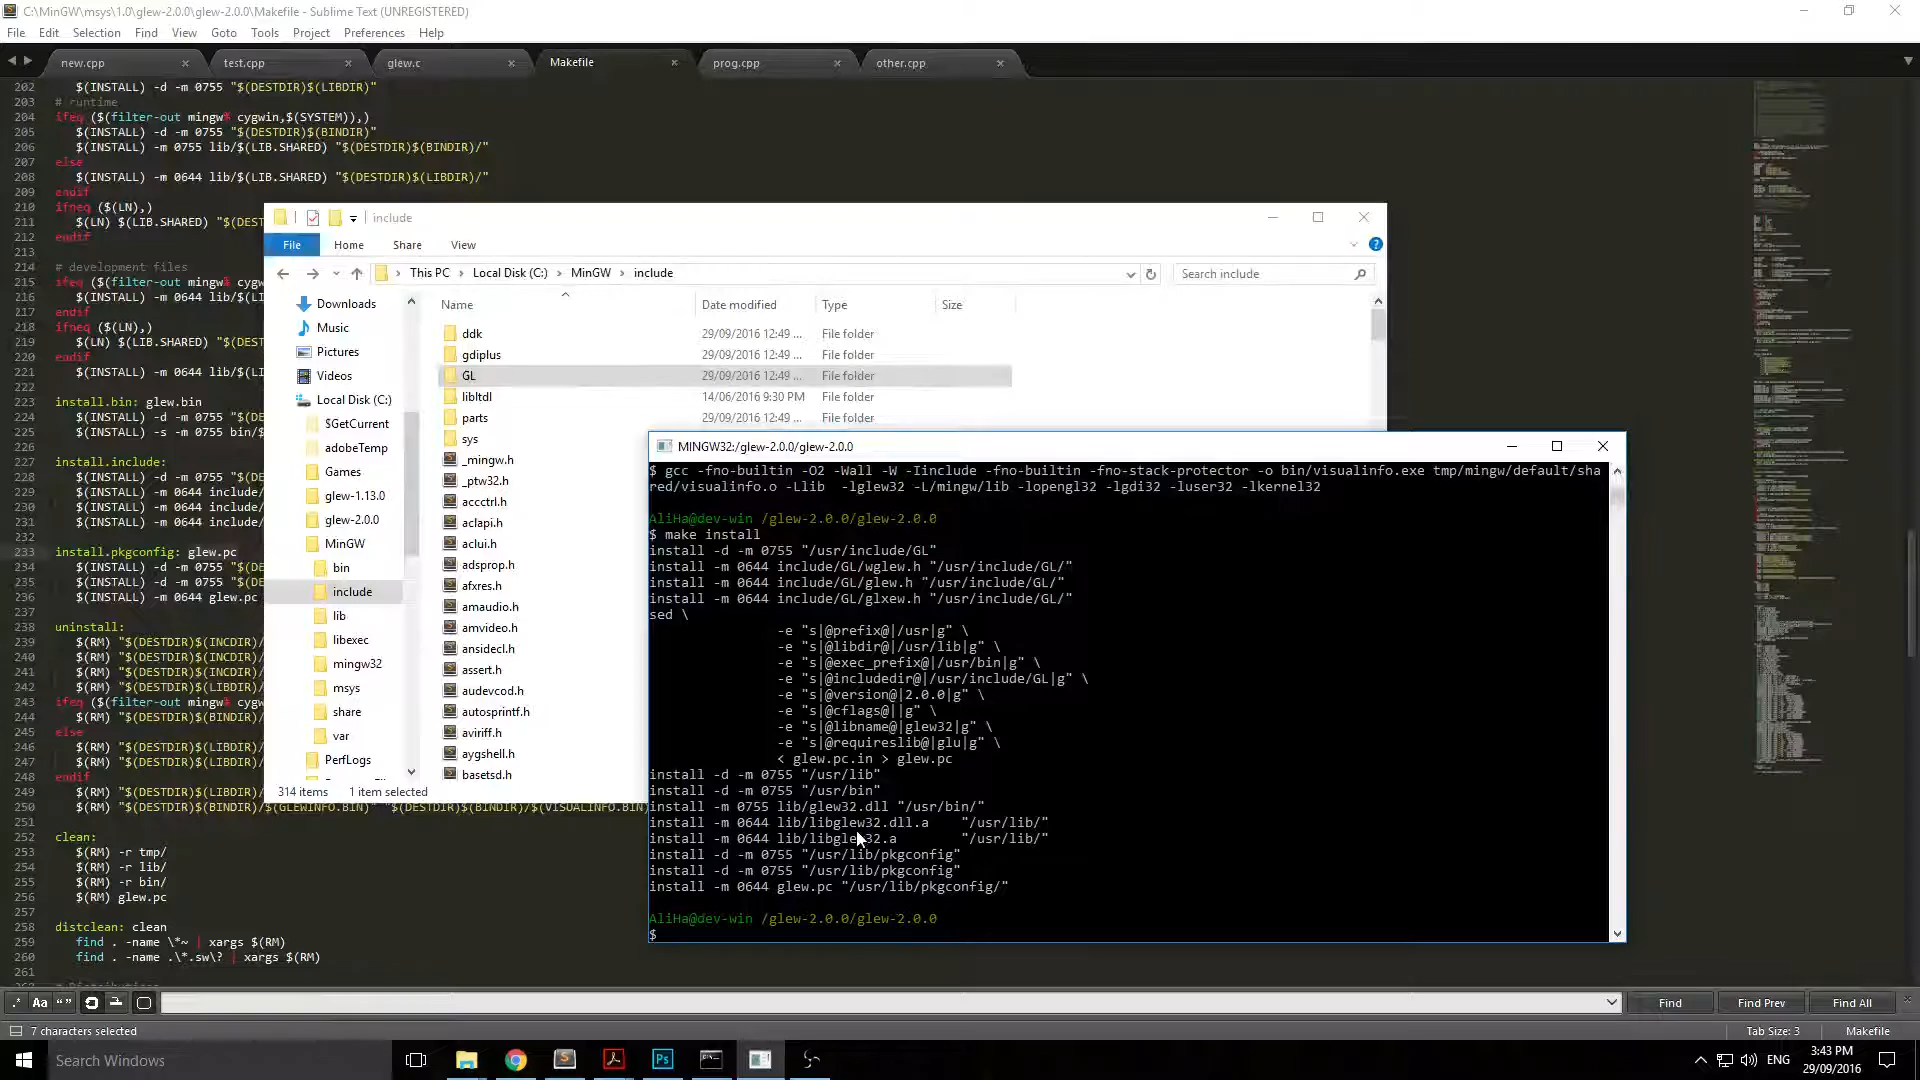 C:\MinGW\msys\1.0\glew-2.0.0\glew-2.0.0\Makefile - Sublime Text (UNREGISTERED)
File Edit Selection Find View Goto Tools Project Preferences Help
new.cpp test.cpp glew.c Makefile prog.cpp other.cpp
202 $(INSTALL) -d -m 0755 "$(DESTDIR)$(LIBDIR)"
203 # runtime
204 ifeq ($(filter-out mingw% cygwin,$(SYSTEM)),)
205 $(INSTALL) -d -m 0755 "$(DESTDIR)$(BINDIR)"
206 $(INSTALL) -m 0755 lib/$(LIB.SHARED) "$(DESTDIR)$(BINDIR)/"
207 else
208 $(INSTALL) -m 0644 lib/$(LIB.SHARED) "$(DESTDIR)$(LIBDIR)/"
209 endif
210 ifneq ($(LN),)
211 $(LN) $(LIB.SHARED) "$(DEST
212 endif
213
214 # development files
215 ifeq ($(filter-out mingw% cygw
216 $(INSTALL) -m 0644 lib/$(LI
217 endif
218 ifneq ($(LN),)
219 $(LN) $(LIB.SHARED) "$(DEST
220 endif
221 $(INSTALL) -m 0644 lib/$(LI
222
223 install.bin: glew.bin
224 $(INSTALL) -d -m 0755 "$(DE
225 $(INSTALL) -s -m 0755 bin/$
226
227 install.include:
228 $(INSTALL) -d -m 0755 "$(DE
229 $(INSTALL) -m 0644 include/
230 $(INSTALL) -m 0644 include/
231 $(INSTALL) -m 0644 include/
232
233 install.pkgconfig: glew.pc
234 $(INSTALL) -d -m 0755 "$(DE
235 $(INSTALL) -d -m 0755 "$(DE
236 $(INSTALL) -m 0644 glew.pc
237
238 uninstall:
239 $(RM) "$(DESTDIR)$(INCDIR)/
240 $(RM) "$(DESTDIR)$(INCDIR)/
241 $(RM) "$(DESTDIR)$(INCDIR)/
242 $(RM) "$(DESTDIR)$(LIBDIR)/
243 ifeq ($(filter-out mingw% cygw
244 $(RM) "$(DESTDIR)$(BINDIR)/
245 else
246 $(RM) "$(DESTDIR)$(LIBDIR)/
247 $(RM) "$(DESTDIR)$(LIBDIR)/
248 endif
249 $(RM) "$(DESTDIR)$(LIBDIR)/
250 $(RM) "$(DESTDIR)$(BINDIR)/$(GLEWINFO.BIN)" "$(DESTDIR)$(BINDIR)/$(VISUALINFO.BIN)
251
252 clean:
253 $(RM) -r tmp/
254 $(RM) -r lib/
255 $(RM) -r bin/
256 $(RM) glew.pc
257
258 distclean: clean
259 find . -name \*~ | xargs $(RM)
260 find . -name .\*.sw\? | xargs $(RM)
261
include
File Home Share View
This PC Local Disk (C:) MinGW include
Search include
Downloads
Music
Pictures
Videos
Local Disk (C:)
$GetCurrent
adobeTemp
Games
glew-1.13.0
glew-2.0.0
MinGW
bin
include
lib
libexec
mingw32
msys
share
var
PerfLogs
Name Date modified Type Size
ddk 29/09/2016 12:49 ... File folder
gdiplus 29/09/2016 12:49 ... File folder
GL 29/09/2016 12:49 ... File folder
libltdl 14/06/2016 9:30 PM File folder
parts 29/09/2016 12:49 ... File folder
sys
_mingw.h
_ptw32.h
accctrl.h
aclapi.h
aclui.h
adsprop.h
afxres.h
amaudio.h
amvideo.h
ansidecl.h
assert.h
audevcod.h
autosprintf.h
aviriff.h
aygshell.h
basetsd.h
314 items 1 item selected
MINGW32:/glew-2.0.0/glew-2.0.0
$ gcc -fno-builtin -O2 -Wall -W -Iinclude -fno-builtin -fno-stack-protector -o bin/visualinfo.exe tmp/mingw/default/sha
red/visualinfo.o -Llib -lglew32 -L/mingw/lib -lopengl32 -lgdi32 -luser32 -lkernel32
AliHa@dev-win /glew-2.0.0/glew-2.0.0
$ make install
install -d -m 0755 "/usr/include/GL"
install -m 0644 include/GL/wglew.h "/usr/include/GL/"
install -m 0644 include/GL/glew.h "/usr/include/GL/"
install -m 0644 include/GL/glxew.h "/usr/include/GL/"
sed \
-e "s|@prefix@|/usr|g" \
-e "s|@libdir@|/usr/lib|g" \
-e "s|@exec_prefix@|/usr/bin|g" \
-e "s|@includedir@|/usr/include/GL|g" \
-e "s|@version@|2.0.0|g" \
-e "s|@cflags@||g" \
-e "s|@libname@|glew32|g" \
-e "s|@requireslib@|glu|g" \
< glew.pc.in > glew.pc
install -d -m 0755 "/usr/lib"
install -d -m 0755 "/usr/bin"
install -m 0755 lib/glew32.dll "/usr/bin/"
install -m 0644 lib/libglew32.dll.a "/usr/lib/"
install -m 0644 lib/libglew32.a "/usr/lib/"
install -d -m 0755 "/usr/lib/pkgconfig"
install -d -m 0755 "/usr/lib/pkgconfig"
install -m 0644 glew.pc "/usr/lib/pkgconfig/"
AliHa@dev-win /glew-2.0.0/glew-2.0.0
$
.* Aa “” Find Find Prev Find All
7 characters selected Tab Size: 3 Makefile
Search Windows
Ps
ENG
3:43 PM
29/09/2016